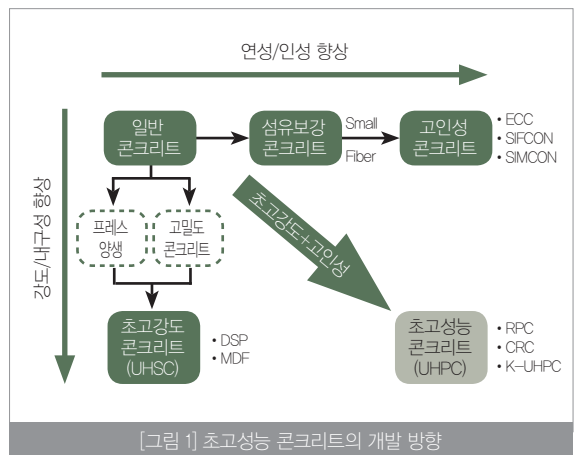 연성/인성 향상
강도/내구성 향상
일반
콘크리트
섬유보강
콘크리트
Small
Fiber
고인성
콘크리트
• ECC
• SIFCON
• SIMCON
프레스
양생
고밀도
콘크리트
초고강도+고인성
초고강도
콘크리트
(UHSC)
• DSP
• MDF
초고성능
콘크리트
(UHPC)
• RPC
• CRC
• K-UHPC
[그림 1] 초고성능 콘크리트의 개발 방향